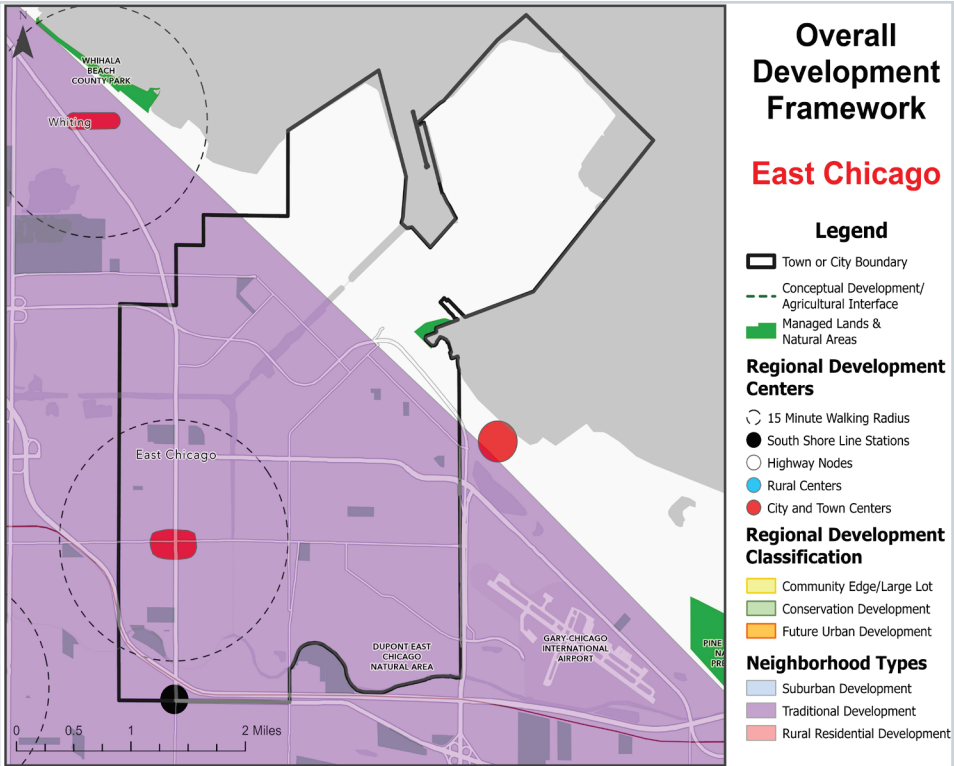 N
WHIHALA
BEACH
COUNTY PARK
Whiting
East Chicago
DUPONT EAST
CHICAGO
NATURAL AREA
GARY-CHICAGO
INTERNATIONAL
AIRPORT
PINE
NA
PRE
0 0.5 1 2 Miles
Overall
Development
Framework
East Chicago
Legend
Town or City Boundary
Conceptual Development/
Agricultural Interface
Managed Lands &
Natural Areas
Regional Development
Centers
15 Minute Walking Radius
South Shore Line Stations
Highway Nodes
Rural Centers
City and Town Centers
Regional Development
Classification
Community Edge/Large Lot
Conservation Development
Future Urban Development
Neighborhood Types
Suburban Development
Traditional Development
Rural Residential Development